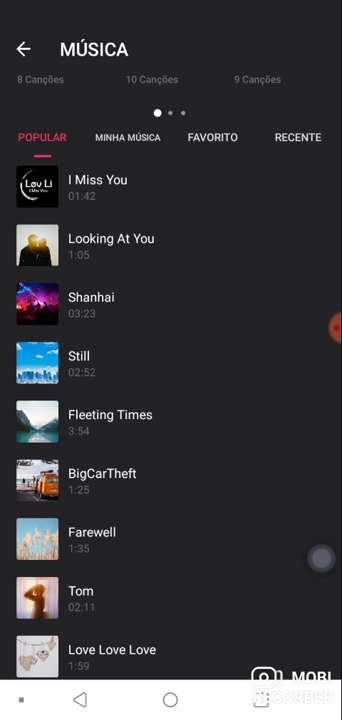 MÚSICA
8 Canções 10 Canções 9 Canções
POPULAR MINHA MÚSICA FAVORITO RECENTE
I Miss You
01:42
Looking At You
1:05
Shanhai
03:23
Still
02:52
Fleeting Times
3:54
BigCarTheft
1:25
Farewell
1:35
Tom
02:11
Love Love Love
1:59
MOBI
RECORDER